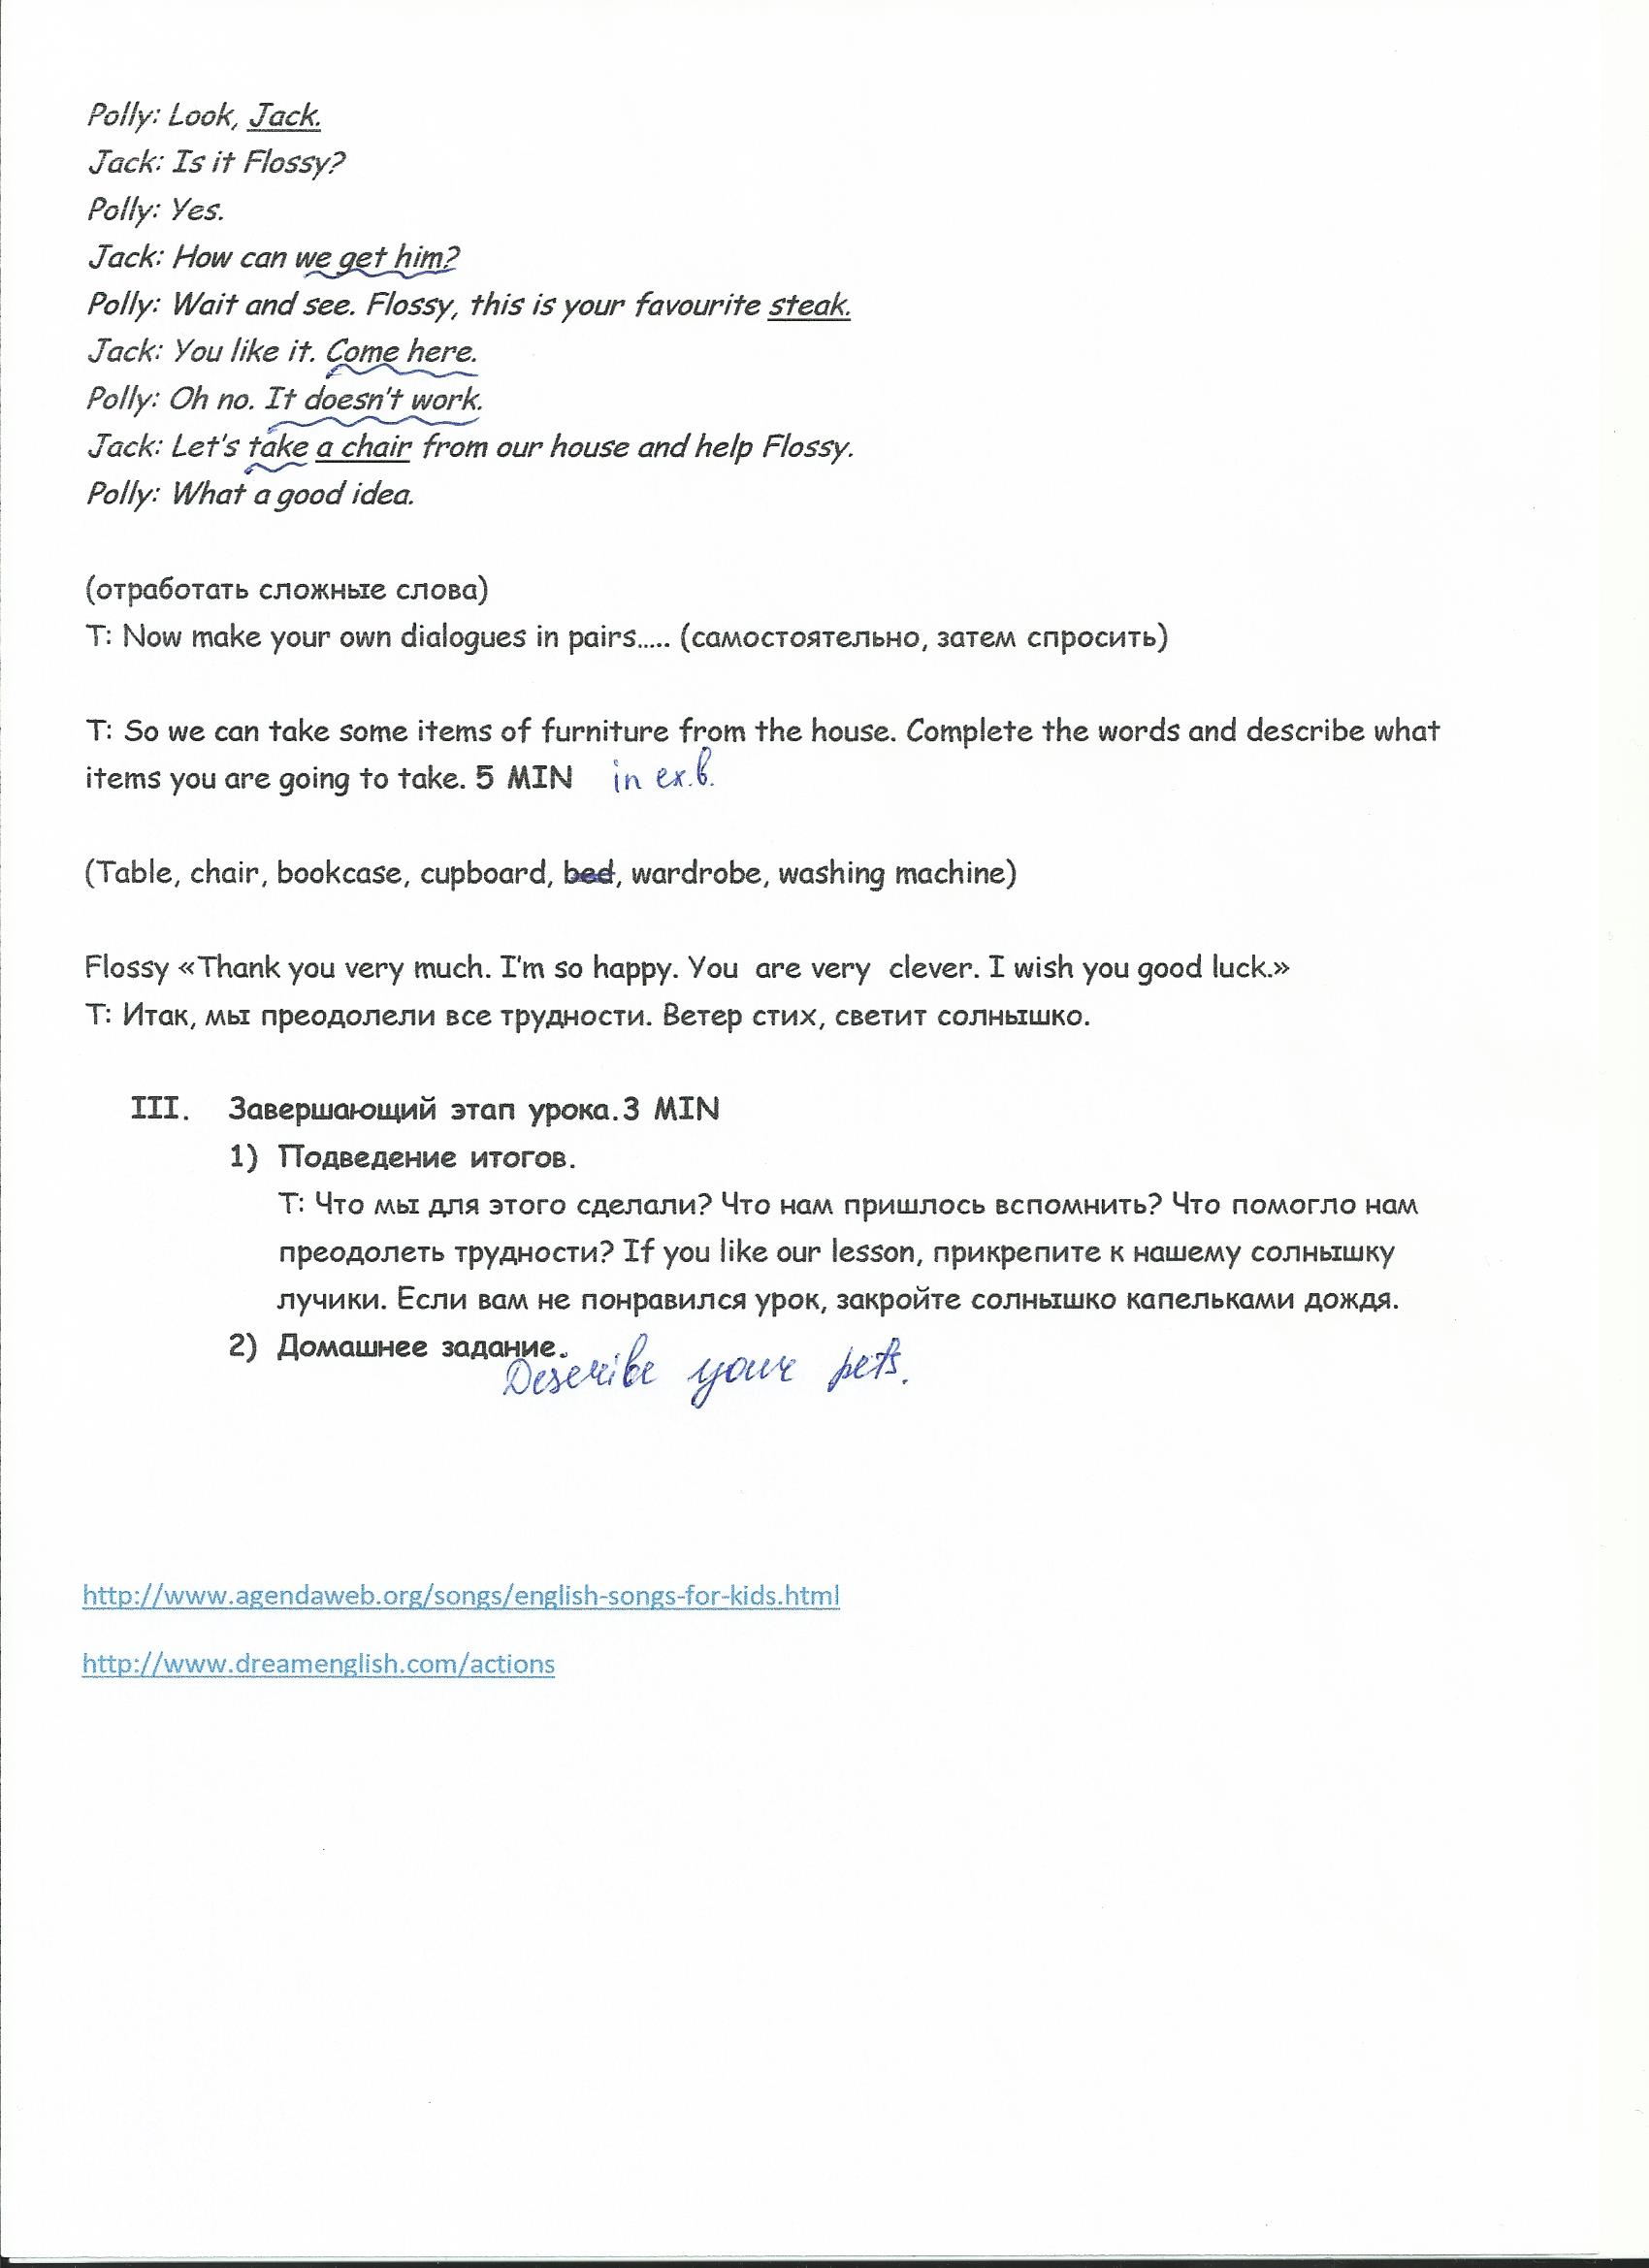 Polly: Look, Jack.
Jack: Is it Flossy?
Polly: Yes.
Jack: How can we get him?
Polly: Wait and see. Flossy, this is your favourite steak.
Jack: You like it. Come here.
Polly: Oh no. It doesn't work.
Jack: Let's take a chair from our house and help Flossy.
Polly: What a good idea.
(отработать сложные слова)
T: Now make your own dialogues in pairs..... (самостоятельно, затем спросить)
T: So we can take some items of furniture from the house. Complete the words and describe what
items you are going to take. 5 MIN in ex.b.
(Table, chair, bookcase, cupboard, bed, wardrobe, washing machine)
Flossy «Thank you very much. I'm so happy. You are very clever. I wish you good luck.»
T: Итак, мы преодолели все трудности. Ветер стих, светит солнышко.
III. Завершающий этап урока.3 MIN
1) Подведение итогов.
T: Что мы для этого сделали? Что нам пришлось вспомнить? Что помогло нам
преодолеть трудности? If you like our lesson, прикрепите к нашему солнышку
лучики. Если вам не понравился урок, закройте солнышко капельками дождя.
2) Домашнее задание.
Describe your pets.
http://www.agendaweb.org/songs/english-songs-for-kids.html
http://www.dreamenglish.com/actions